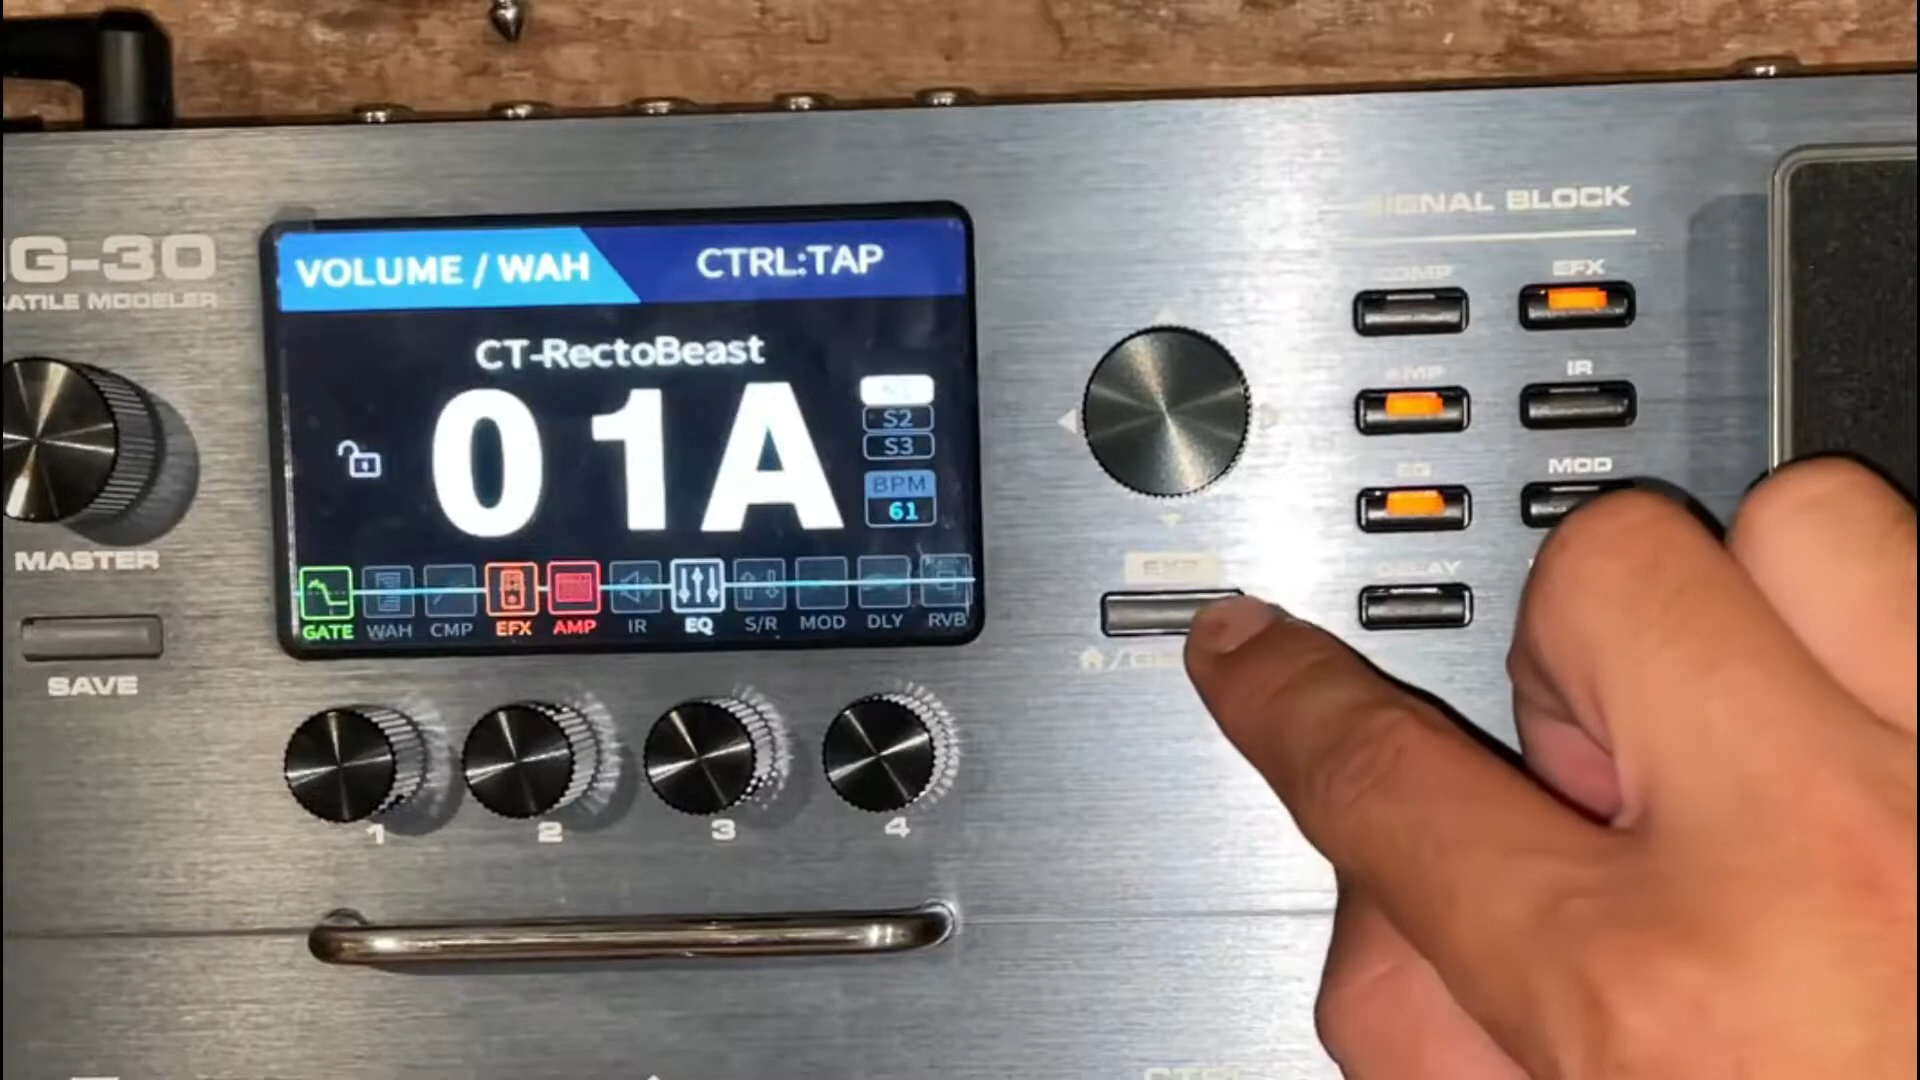 G-30
ATILE MODELER
MASTER
SAVE
VOLUME / WAH
CTRL:TAP
CT-RectoBeast
01A
S2
S3
BPM
61
GATE WAH CMP EFX AMP IR EQ S/R MOD DLY RVB
1 2 3 4
SIGNAL BLOCK
COMP EFX
AMP IR
EQ MOD
DELAY